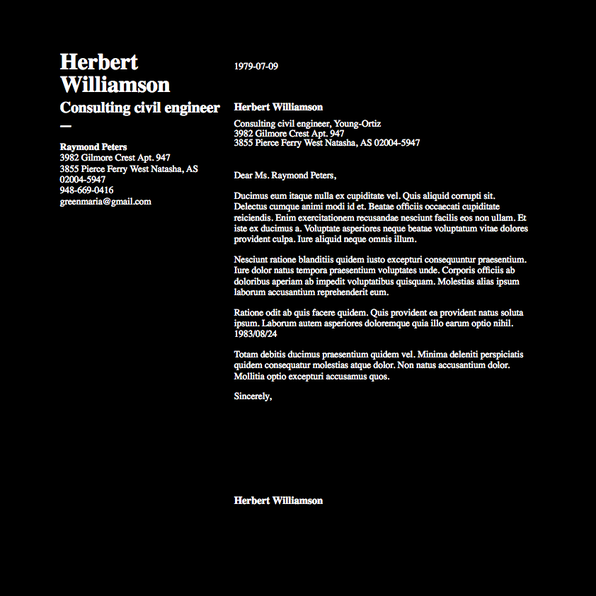 Herbert
Williamson
Consulting civil engineer
Raymond Peters
3982 Gilmore Crest Apt. 947
3855 Pierce Ferry West Natasha, AS
02004-5947
948-669-0416
greenmaria@gmail.com
1979-07-09
Herbert Williamson
Consulting civil engineer, Young-Ortiz
3982 Gilmore Crest Apt. 947
3855 Pierce Ferry West Natasha, AS 02004-5947
Dear Ms. Raymond Peters,
Ducimus eum itaque nulla ex cupiditate vel. Quis aliquid corrupti sit.
Delectus cumque animi modi id et. Beatae officiis occaecati cupiditate
reiciendis. Enim exercitationem recusandae nesciunt facilis eos non ullam. Et
iste ex ducimus a. Voluptate asperiores neque beatae voluptatum vitae dolores
provident culpa. Iure aliquid neque omnis illum.
Nesciunt ratione blanditiis quidem iusto excepturi consequuntur praesentium.
Iure dolor natus tempora praesentium voluptates unde. Corporis officiis ab
doloribus aperiam ab impedit voluptatibus quisquam. Molestias alias ipsum
laborum accusantium reprehenderit eum.
Ratione odit ab quis facere quidem. Quis provident ea provident natus soluta
ipsum. Laborum autem asperiores doloremque quia illo earum optio nihil.
1983/08/24
Totam debitis ducimus praesentium quidem vel. Minima deleniti perspiciatis
quidem consequatur molestias atque dolor. Non natus accusantium dolor.
Mollitia optio excepturi accusamus quos.
Sincerely,
Herbert Williamson